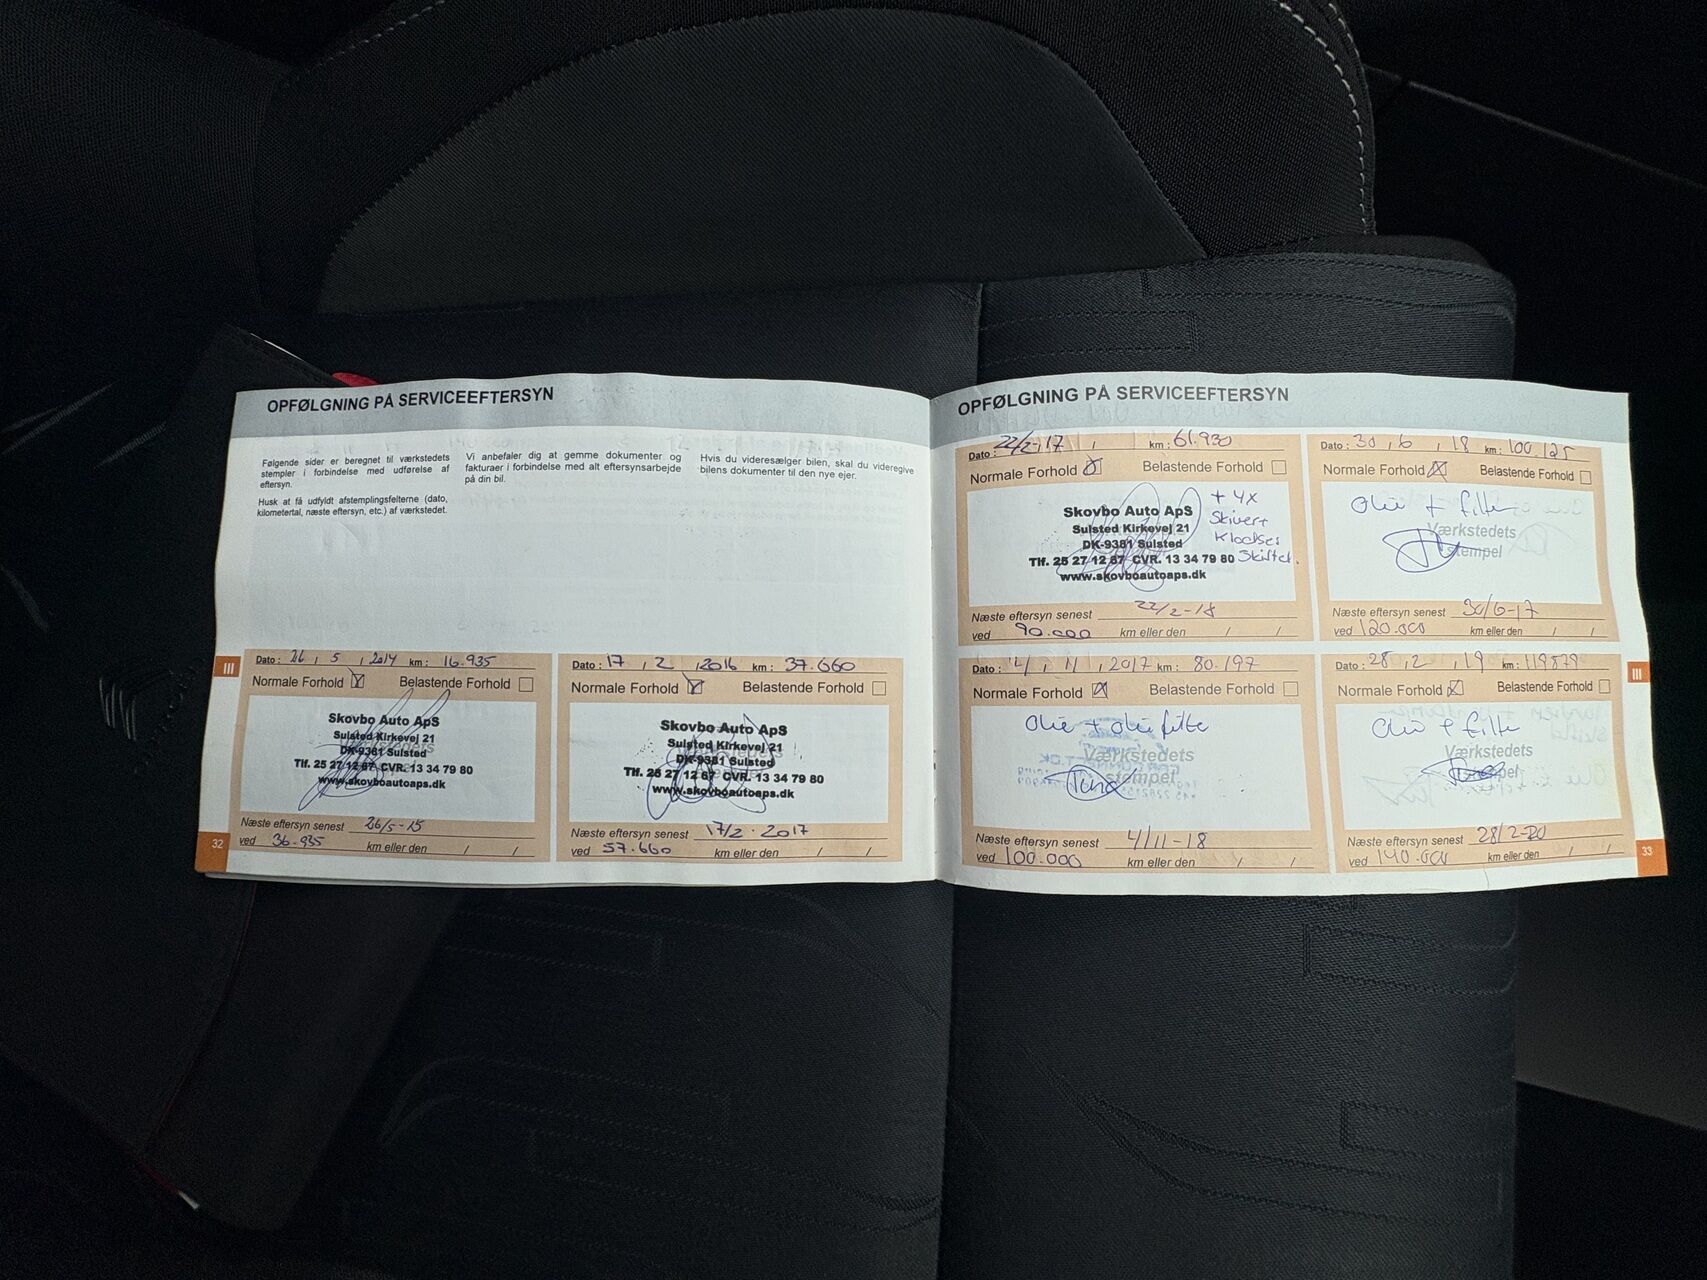 OPFØLGNING PÅ SERVICEEFTERSYN
Følgende sider er beregnet til værkstedets
stempler i forbindelse med udførelse af
eftersyn.
Husk at få udfyldt afstemplingsfelterne (dato,
kilometertal, næste eftersyn, etc.) af værkstedet.
Vi anbefaler dig at gemme dokumenter og
fakturaer i forbindelse med alt eftersynsarbejde
på din bil.
Hvis du videresælger bilen, skal du videregive
bilens dokumenter til den nye ejer.
III
Dato : 26 , 5 , 2014 km : 16.935
Normale Forhold Belastende Forhold
Skovbo Auto ApS
Sulsted Kirkevej 21
DK-9381 Sulsted
Tlf. 25 27 12 67 CVR. 13 34 79 80
www.skovboautoaps.dk
Næste eftersyn senest 26/5-15
ved 36.935 km eller den / /
Dato : 17 , 2 , 2016 km : 37.660
Normale Forhold Belastende Forhold
Skovbo Auto ApS
Sulsted Kirkevej 21
DK-9381 Sulsted
Tlf. 25 27 12 67 CVR. 13 34 79 80
www.skovboautoaps.dk
Næste eftersyn senest 17/2 - 2017
ved 57.660 km eller den / /
32
OPFØLGNING PÅ SERVICEEFTERSYN
Dato : 22/2-17 , km : 61.930
Normale Forhold Belastende Forhold
Skovbo Auto ApS
Sulsted Kirkevej 21
DK-9381 Sulsted
Tlf. 25 27 12 67 CVR. 13 34 79 80
www.skovboautoaps.dk
+ 4x
Skiver+
Klodser
Skiftet.
Næste eftersyn senest 22/2-18
ved 90.000 km eller den / /
Dato : 30 , 6 , 18 km : 100.125
Normale Forhold Belastende Forhold
Olie + filter
Værkstedets
stempel
Næste eftersyn senest 30/6-17
ved 120.000 km eller den / /
Dato : 4 , 11 , 2017 km : 80.197
Normale Forhold Belastende Forhold
Olie + olie filte
Værkstedets
stempel
Næste eftersyn senest 4/11-18
ved 100.000 km eller den / /
Dato : 28 , 2 , 19 km : 119879
Normale Forhold Belastende Forhold
Olie + filte
Værkstedets
stempel
Næste eftersyn senest 28/2-20
ved 140.000 km eller den / /
III
33